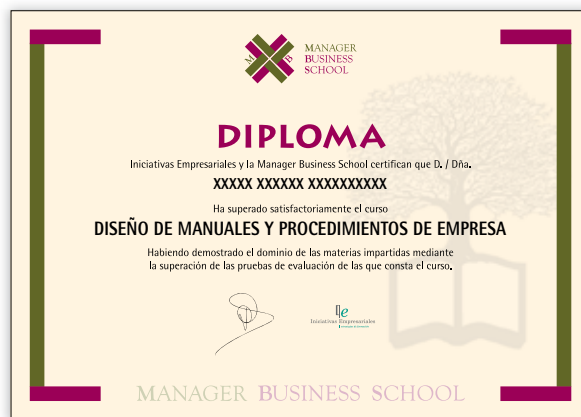 M B
MANAGER
BUSINESS
SCHOOL
DIPLOMA
Iniciativas Empresariales y la Manager Business School certifican que D. / Dña.
XXXXX XXXXXX XXXXXXXXXX
Ha superado satisfactoriamente el curso
DISEÑO DE MANUALES Y PROCEDIMIENTOS DE EMPRESA
Habiendo demostrado el dominio de las materias impartidas mediante
la superación de las pruebas de evaluación de las que consta el curso.
Iniciativas Empresariales
MANAGER BUSINESS SCHOOL